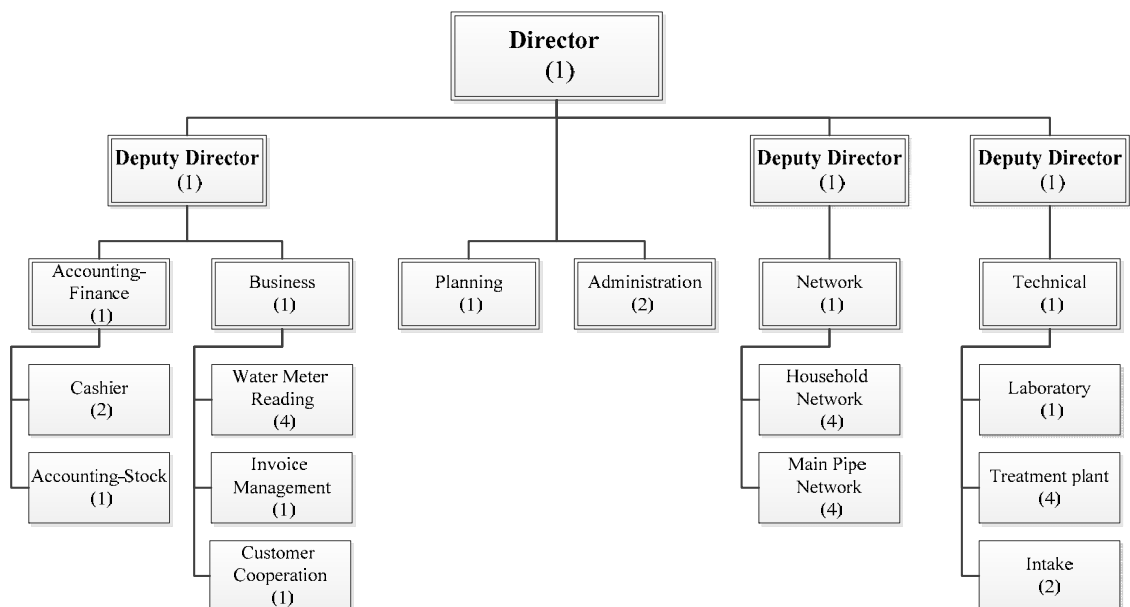 Director
(1)
Deputy Director
(1)
Deputy Director
(1)
Deputy Director
(1)
Accounting-
Finance
(1)
Business
(1)
Planning
(1)
Administration
(2)
Network
(1)
Technical
(1)
Cashier
(2)
Water Meter
Reading
(4)
Household
Network
(4)
Laboratory
(1)
Accounting-Stock
(1)
Invoice
Management
(1)
Main Pipe
Network
(4)
Treatment plant
(4)
Customer
Cooperation
(1)
Intake
(2)